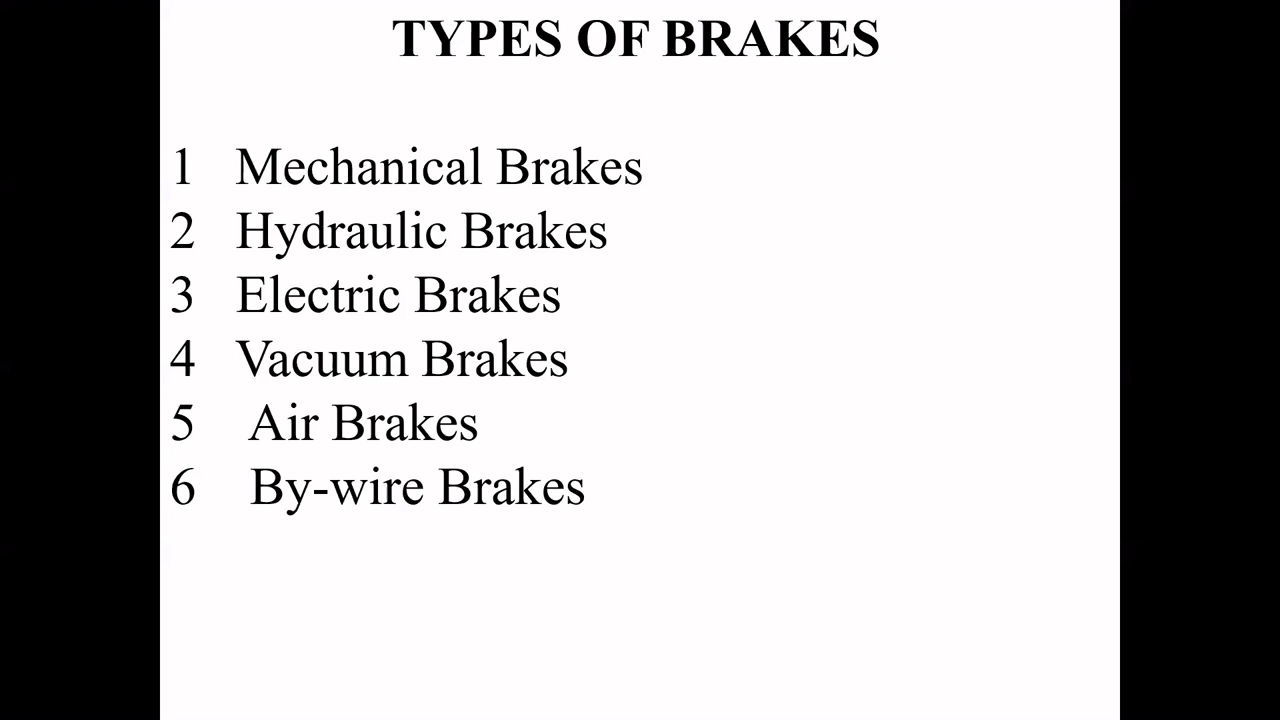 TYPES OF BRAKES
1 Mechanical Brakes
2 Hydraulic Brakes
3 Electric Brakes
4 Vacuum Brakes
5 Air Brakes
6 By-wire Brakes